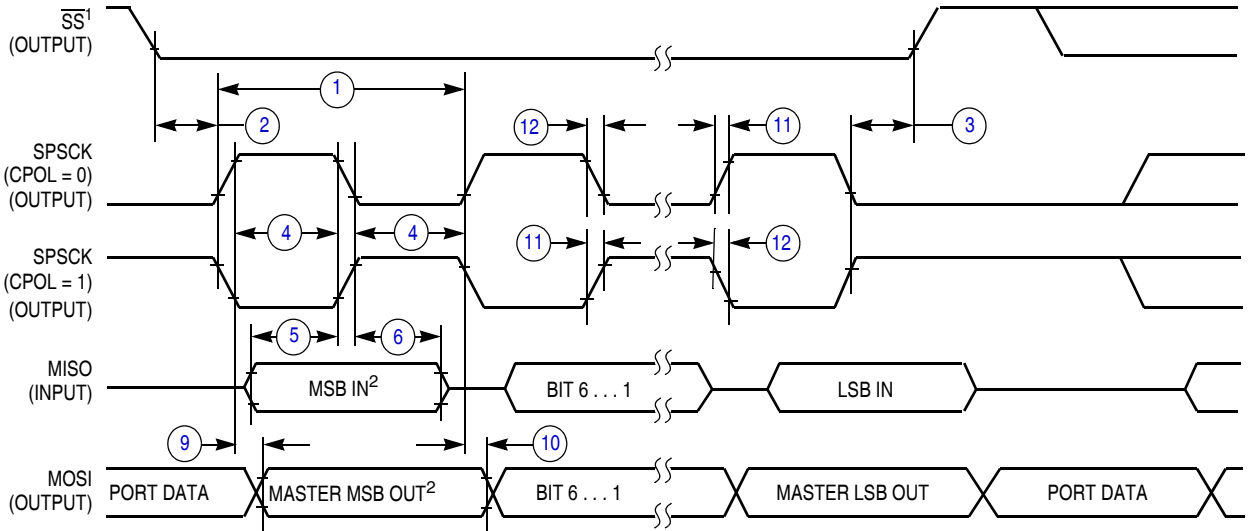 SS¹
(OUTPUT)
1
2
12
11
3
SPSCK
(CPOL = 0)
(OUTPUT)
4
4
11
12
SPSCK
(CPOL = 1)
(OUTPUT)
5
6
MISO
(INPUT)
MSB IN²
BIT 6 . . . 1
LSB IN
9
10
MOSI
(OUTPUT)
PORT DATA
MASTER MSB OUT²
BIT 6 . . . 1
MASTER LSB OUT
PORT DATA